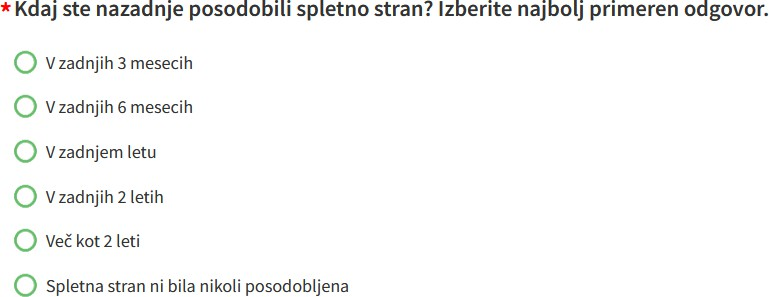 * Kdaj ste nazadnje posodobili spletno stran? Izberite najbolj primeren odgovor.
V zadnjih 3 mesecih
V zadnjih 6 mesecih
V zadnjem letu
V zadnjih 2 letih
Več kot 2 leti
Spletna stran ni bila nikoli posodobljena